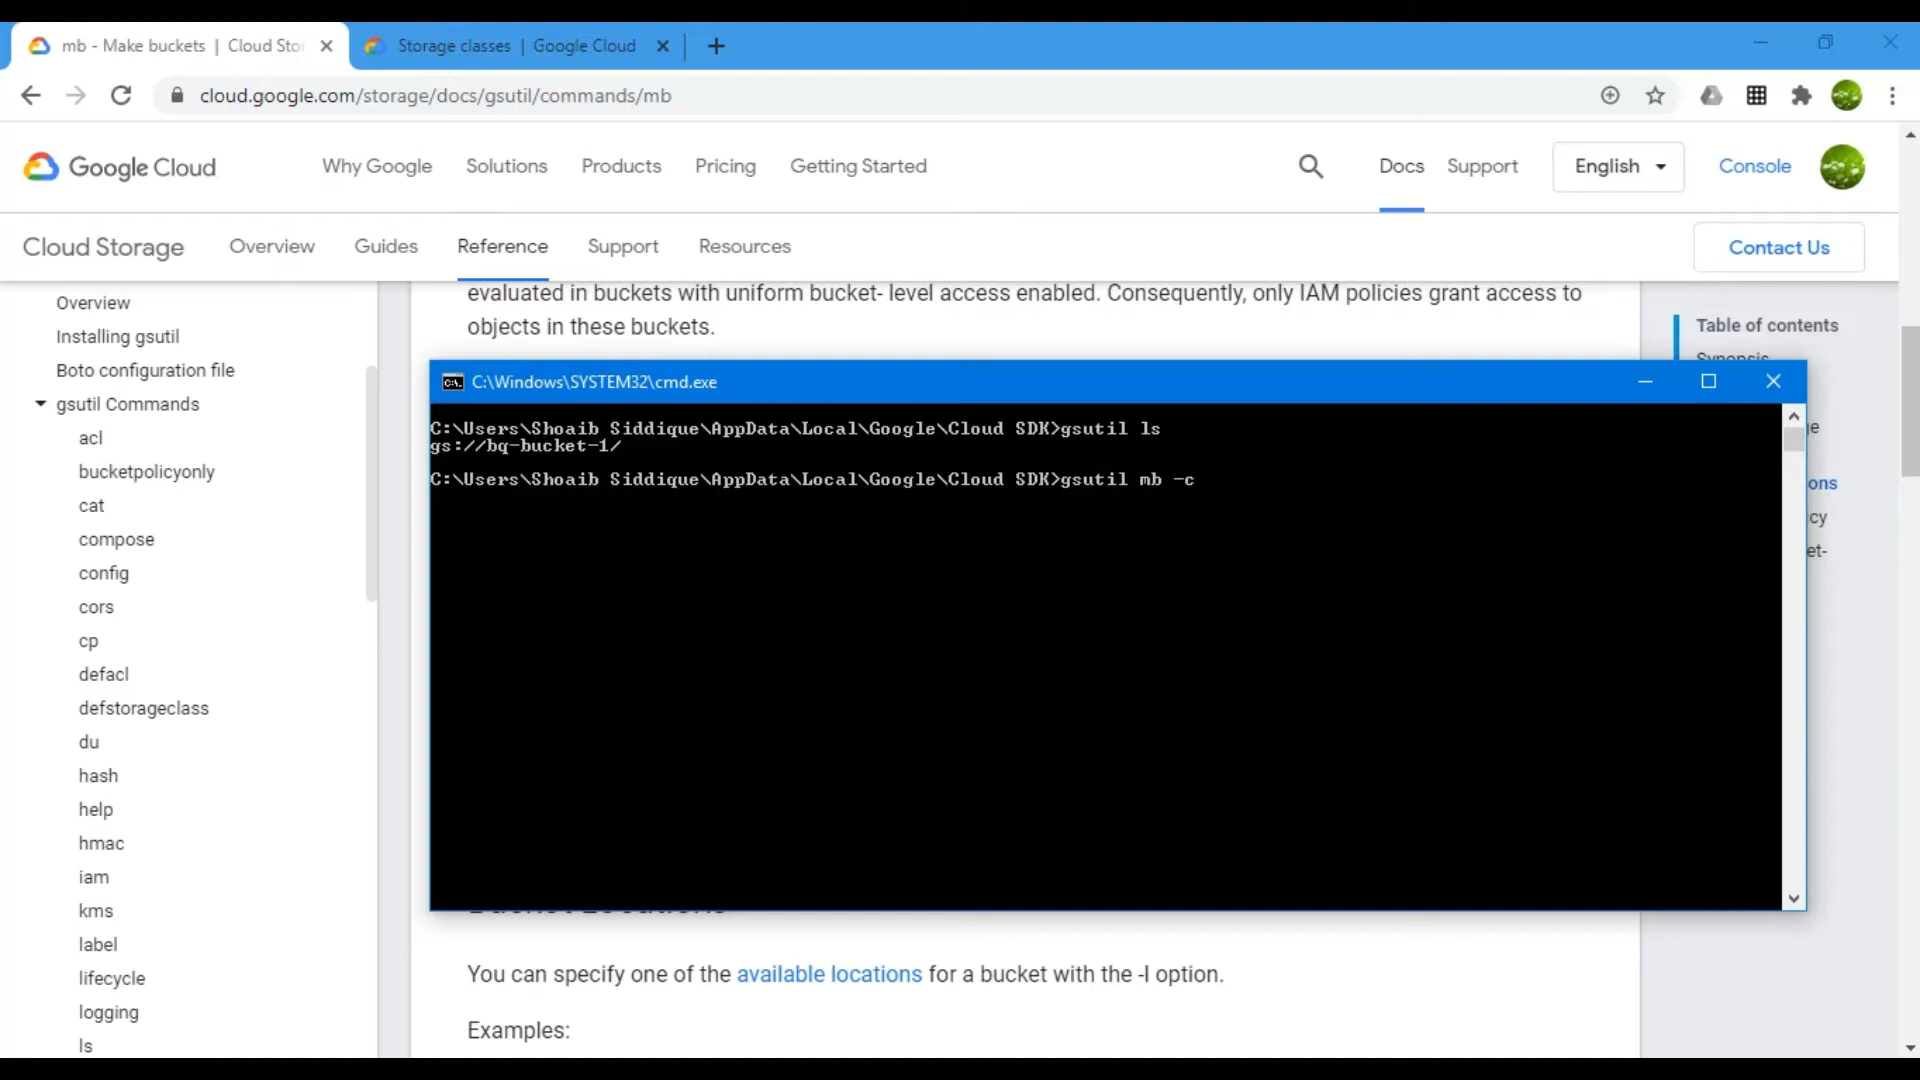 mb - Make buckets | Cloud Stor
Storage classes | Google Cloud
cloud.google.com/storage/docs/gsutil/commands/mb
Google Cloud
Why Google
Solutions
Products
Pricing
Getting Started
Docs
Support
English
Console
Cloud Storage
Overview
Guides
Reference
Support
Resources
Contact Us
Overview
Installing gsutil
Boto configuration file
gsutil Commands
acl
bucketpolicyonly
cat
compose
config
cors
cp
defacl
defstorageclass
du
hash
help
hmac
iam
kms
label
lifecycle
logging
ls
evaluated in buckets with uniform bucket- level access enabled. Consequently, only IAM policies grant access to
objects in these buckets.
Table of contents
Synopsis
ge
ons
cy
et-
C:\Windows\SYSTEM32\cmd.exe
C:\Users\Shoaib Siddique\AppData\Local\Google\Cloud SDK>gsutil ls
gs://bq-bucket-1/
C:\Users\Shoaib Siddique\AppData\Local\Google\Cloud SDK>gsutil mb -c
You can specify one of the available locations for a bucket with the -l option.
Examples: